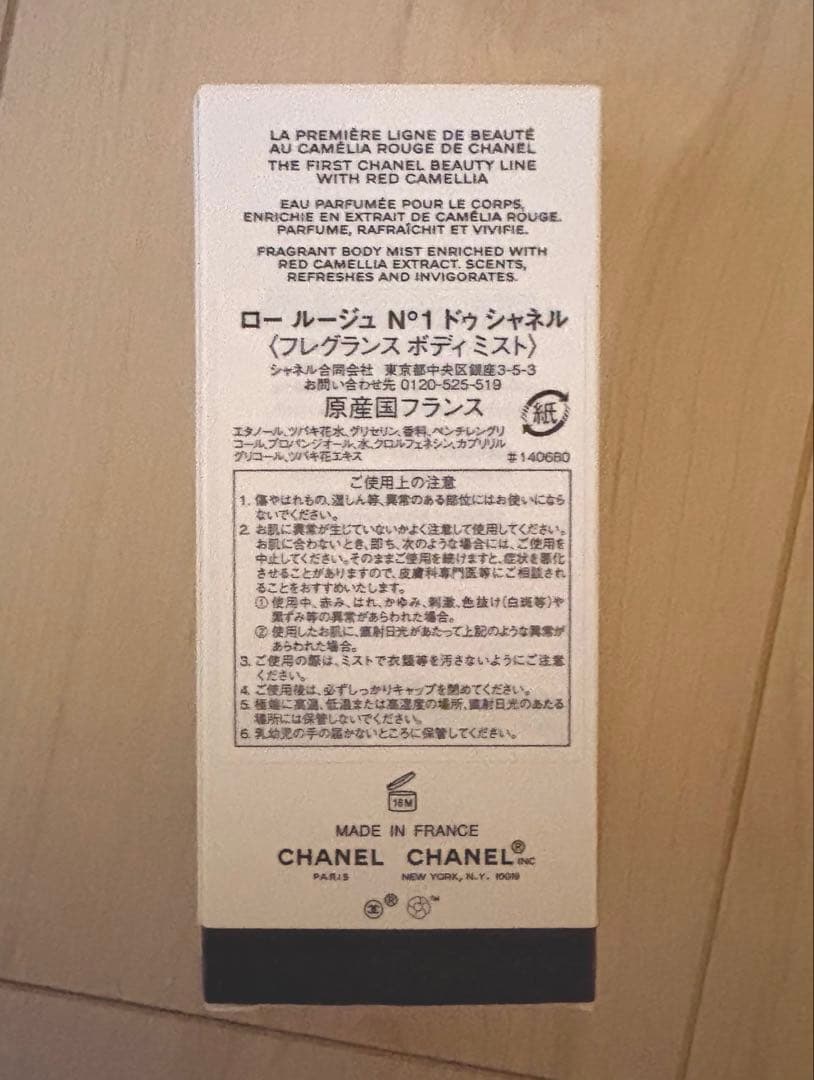 LA PREMIÈRE LIGNE DE BEAUTÉ
AU CAMÉLIA ROUGE DE CHANEL
THE FIRST CHANEL BEAUTY LINE
WITH RED CAMELLIA
EAU PARFUMÉE POUR LE CORPS,
ENRICHIE EN EXTRAIT DE CAMÉLIA ROUGE.
PARFUME, RAFRAÎCHIT ET VIVIFIE.
FRAGRANT BODY MIST ENRICHED WITH
RED CAMELLIA EXTRACT. SCENTS,
REFRESHES AND INVIGORATES.
ロー ルージュ N°1 ドゥ シャネル
〈フレグランス ボディ ミスト〉
シャネル合同会社 東京都中央区銀座3-5-3
お問い合わせ先 0120-525-519
原産国フランス
紙
エタノール、ツバキ花水、グリセリン、香料、ペンチレングリ
コール、プロパンジオール、水、クロルフェネシン、カプリリル
グリコール、ツバキ花エキス
#140680
ご使用上の注意
1. 傷やはれもの、湿しん等、異常のある部位にはお使いになら
ないでください。
2. お肌に異常が生じていないかよく注意して使用してください。
お肌に合わないとき、即ち、次のような場合には、ご使用を
中止してください。そのままご使用を続けますと、症状を悪化
させることがありますので、皮膚科専門医等にご相談され
ることをおすすめいたします。
① 使用中、赤み、はれ、かゆみ、刺激、色抜け(白斑等)や
黒ずみ等の異常があらわれた場合。
② 使用したお肌に、直射日光があたって上記のような異常が
あらわれた場合。
3. ご使用の際は、ミストで衣類等を汚さないようにご注意
ください。
4. ご使用後は、必ずしっかりキャップを閉めてください。
5. 極端に高温、低温または高湿度の場所、直射日光のあたる
場所には保管しないでください。
6. 乳幼児の手の届かないところに保管してください。
18M
MADE IN FRANCE
CHANEL CHANEL® INC
PARIS NEW YORK, N.Y. 10019
® ™